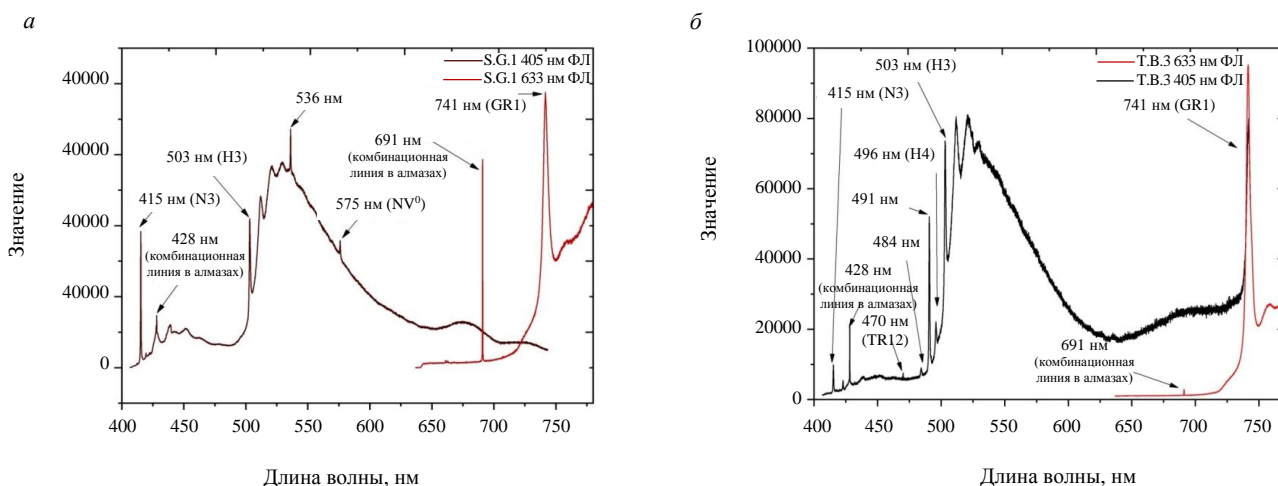 а
S.G.1 405 нм ФЛ
S.G.1 633 нм ФЛ
40000
40000
40000
40000
0
Значение
415 нм (N3)
428 нм
(комбинационная
линия в алмазах)
503 нм (H3)
536 нм
575 нм (NV⁰)
691 нм
(комбинационная
линия в алмазах)
741 нм (GR1)
400 450 500 550 600 650 700 750
Длина волны, нм
б
T.B.3 633 нм ФЛ
T.B.3 405 нм ФЛ
100000
80000
60000
40000
20000
0
Значение
415 нм (N3)
503 нм (H3)
496 нм (H4)
491 нм
484 нм
428 нм
(комбинационная
линия в алмазах)
470 нм
(TR12)
741 нм (GR1)
691 нм
(комбинационная
линия в алмазах)
400 450 500 550 600 650 700 750
Длина волны, нм